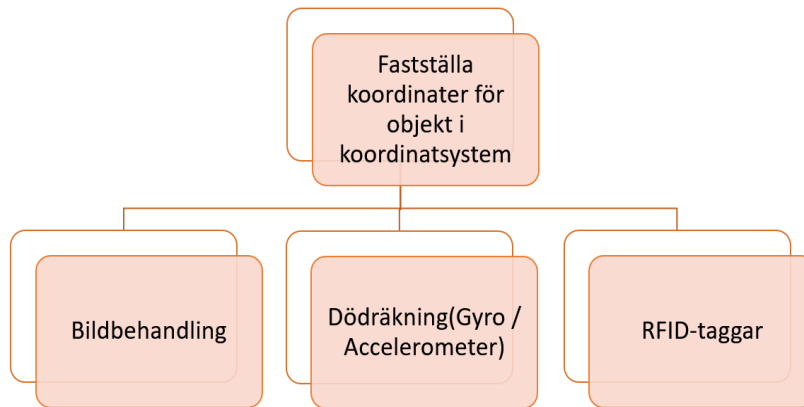 Fastställa
koordinater för
objekt i
koordinatsystem
Bildbehandling
Dödräkning(Gyro /
Accelerometer)
RFID-taggar